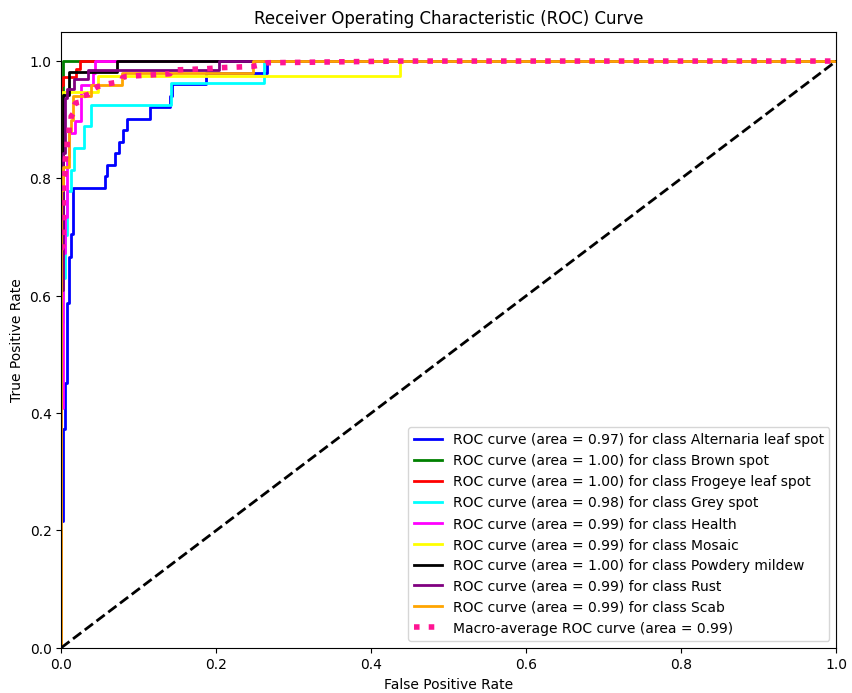 Receiver Operating Characteristic (ROC) Curve
True Positive Rate
1.0
0.8
0.6
0.4
0.2
0.0
ROC curve (area = 0.97) for class Alternaria leaf spot
ROC curve (area = 1.00) for class Brown spot
ROC curve (area = 1.00) for class Frogeye leaf spot
ROC curve (area = 0.98) for class Grey spot
ROC curve (area = 0.99) for class Health
ROC curve (area = 0.99) for class Mosaic
ROC curve (area = 1.00) for class Powdery mildew
ROC curve (area = 0.99) for class Rust
ROC curve (area = 0.99) for class Scab
Macro-average ROC curve (area = 0.99)
0.0 0.2 0.4 0.6 0.8 1.0
False Positive Rate